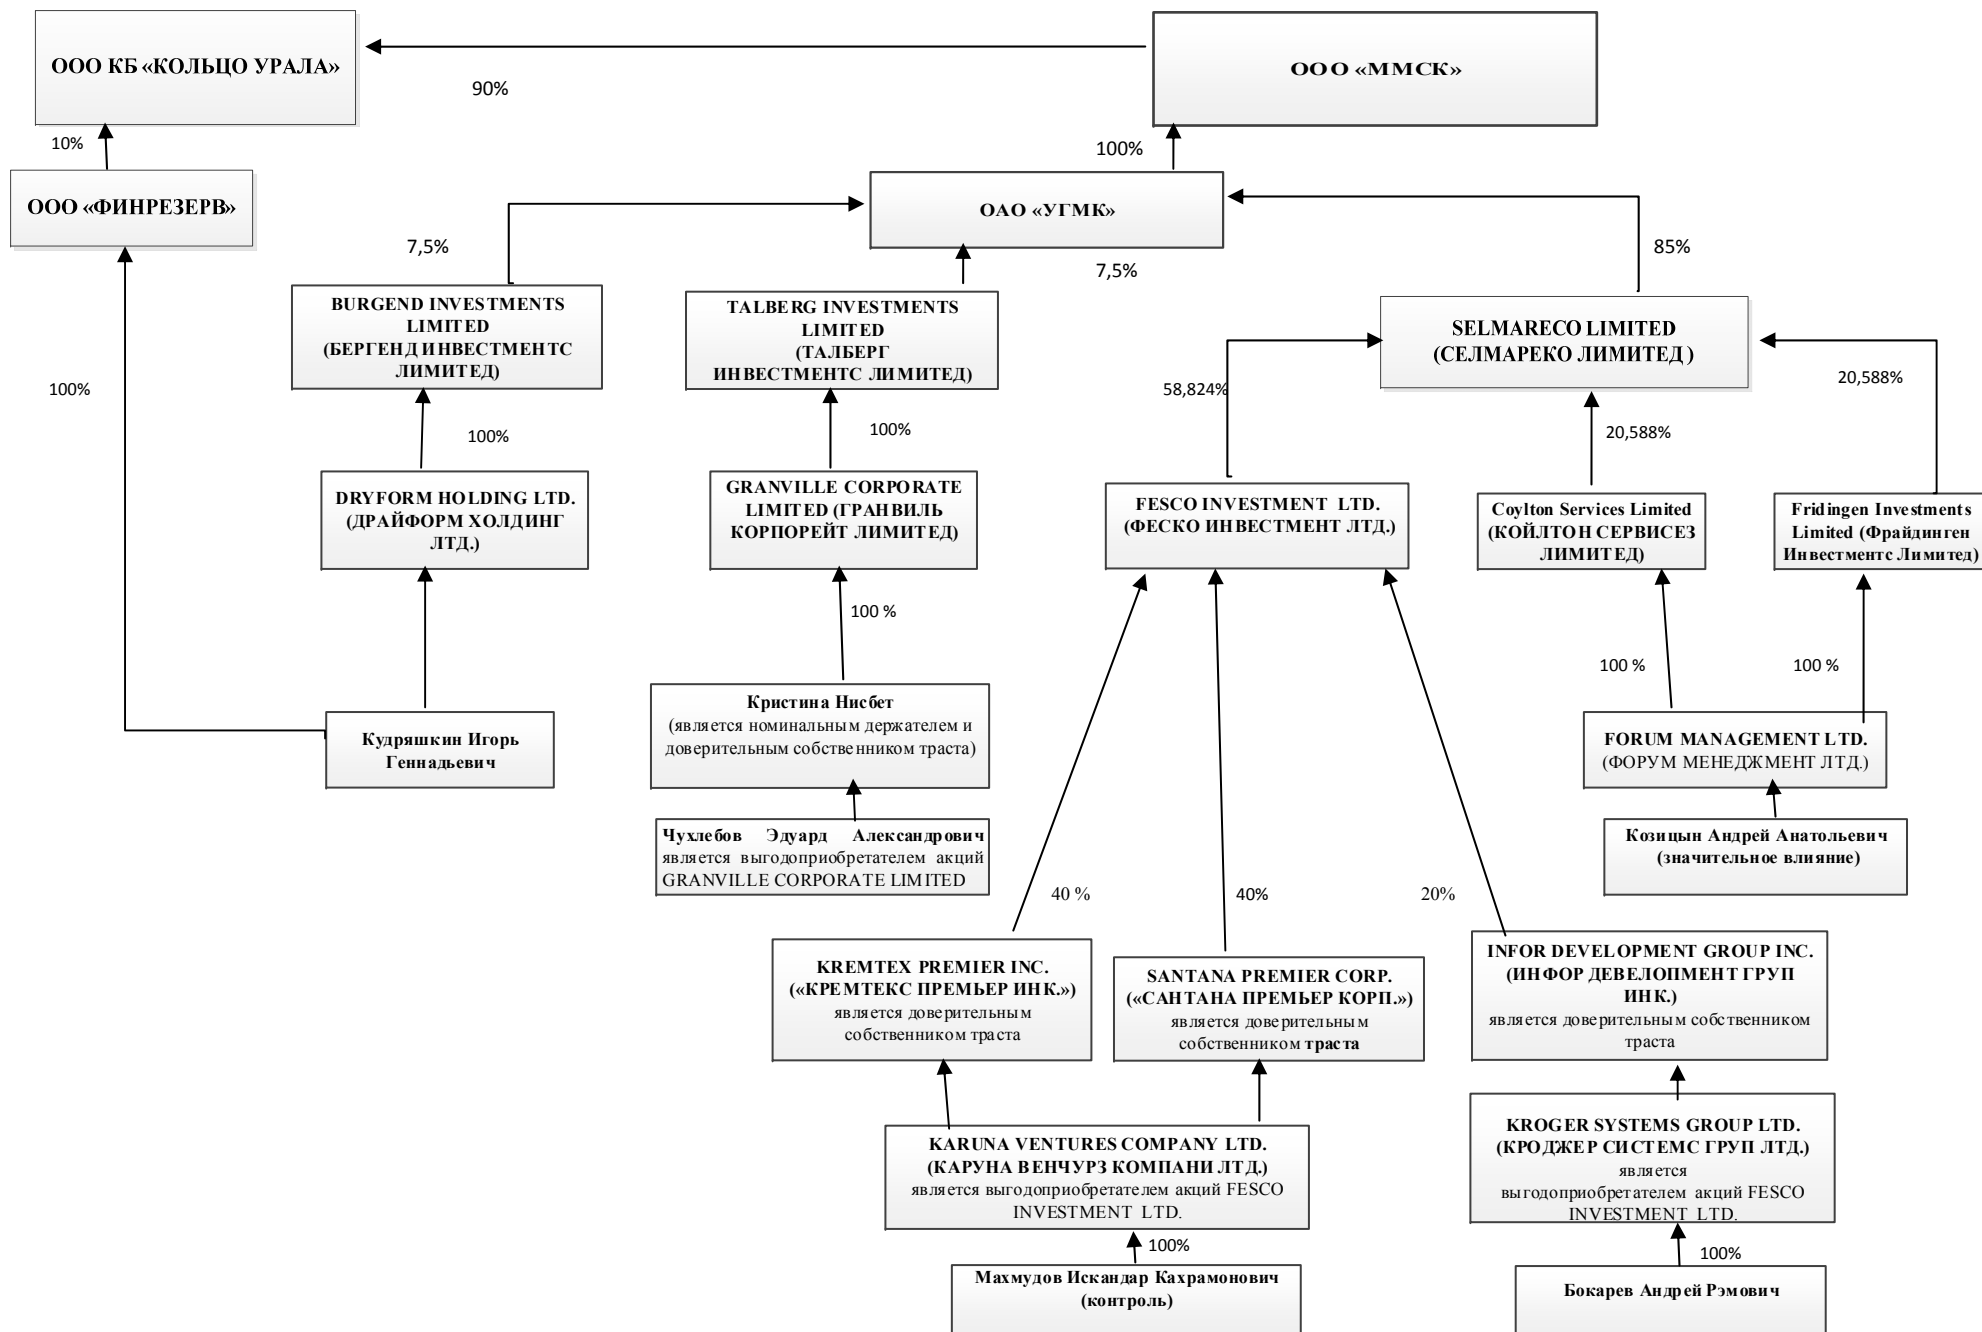 ООО КБ «КОЛЬЦО УРАЛА»
ООО «ММСК»
90%
10%
100%
ООО «ФИНРЕЗЕРВ»
ОАО «УГМК»
7,5%
7,5%
85%
BURGEND INVESTMENTS
LIMITED
(БЕРГЕНД ИНВЕСТМЕНТС
ЛИМИТЕД)
TALBERG INVESTMENTS
LIMITED
(ТАЛБЕРГ
ИНВЕСТМЕНТС ЛИМИТЕД)
SELMARECO LIMITED
(СЕЛМАРЕКО ЛИМИТЕД )
100%
58,824%
20,588%
100%
100%
20,588%
DRYFORM HOLDING LTD.
(ДРАЙФОРМ ХОЛДИНГ
ЛТД.)
GRANVILLE CORPORATE
LIMITED (ГРАНВИЛЬ
КОРПОРЕЙТ ЛИМИТЕД)
FESCO INVESTMENT LTD.
(ФЕСКО ИНВЕСТМЕНТ ЛТД.)
Coylton Services Limited
(КОЙЛТОН СЕРВИСЕЗ
ЛИМИТЕД)
Fridingen Investments
Limited (Фрайдинген
Инвестментс Лимитед)
100 %
100 %
100 %
Кудряшкин Игорь
Геннадьевич
Кристина Нисбет
(является номинальным держателем и
доверительным собственником траста)
FORUM MANAGEMENT LTD.
(ФОРУМ МЕНЕДЖМЕНТ ЛТД.)
Чухлебов Эдуард Александрович
является выгодоприобретателем акций
GRANVILLE CORPORATE LIMITED
Козицын Андрей Анатольевич
(значительное влияние)
40 %
40%
20%
KREMTEX PREMIER INC.
(«КРЕМТЕКС ПРЕМЬЕР ИНК.»)
является доверительным
собственником траста
SANTANA PREMIER CORP.
(«САНТАНА ПРЕМЬЕР КОРП.»)
является доверительным
собственником траста
INFOR DEVELOPMENT GROUP INC.
(ИНФОР ДЕВЕЛОПМЕНТ ГРУП
ИНК.)
является доверительным собственником
траста
KARUNA VENTURES COMPANY LTD.
(КАРУНА ВЕНЧУРЗ КОМПАНИ ЛТД.)
является выгодоприобретателем акций FESCO
INVESTMENT LTD.
KROGER SYSTEMS GROUP LTD.
(КРОДЖЕР СИСТЕМС ГРУП ЛТД.)
является
выгодоприобретателем акций FESCO
INVESTMENT LTD.
100%
100%
Махмудов Искандар Кахрамонович
(контроль)
Бокарев Андрей Рэмович